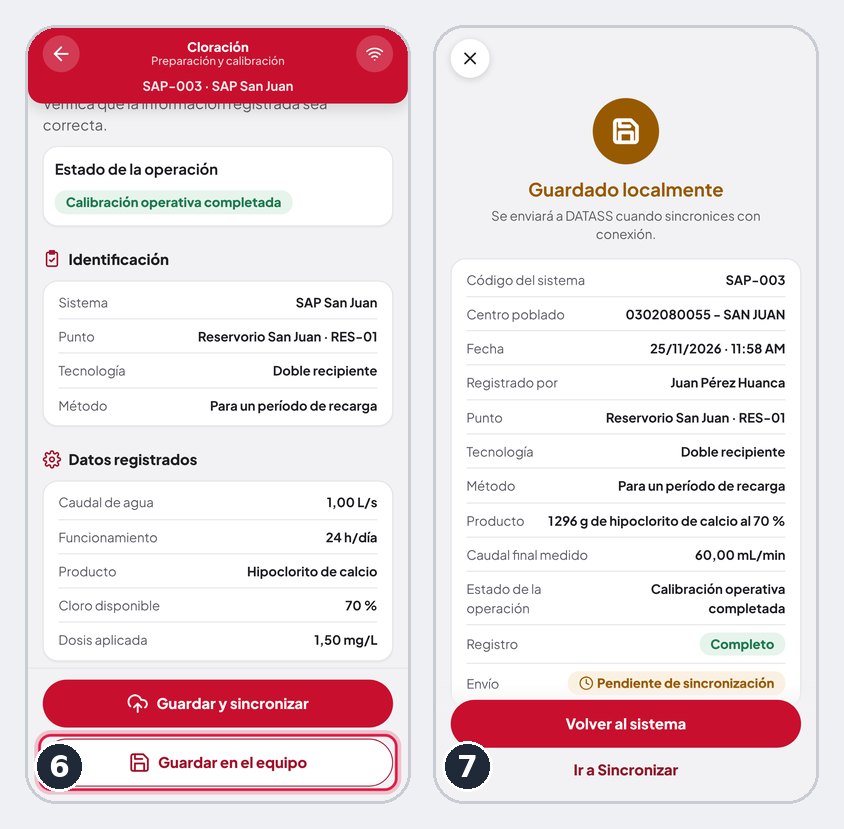 Cloración
Preparación y calibración
SAP-003 · SAP San Juan
Verifica que la información registrada sea
correcta.
Estado de la operación
Calibración operativa completada
Identificación
Sistema SAP San Juan
Punto Reservorio San Juan · RES-01
Tecnología Doble recipiente
Método Para un período de recarga
Datos registrados
Caudal de agua 1,00 L/s
Funcionamiento 24 h/día
Producto Hipoclorito de calcio
Cloro disponible 70 %
Dosis aplicada 1,50 mg/L
Guardar y sincronizar
Guardar en el equipo
6
Guardado localmente
Se enviará a DATASS cuando sincronices con
conexión.
Código del sistema SAP-003
Centro poblado 0302080055 - SAN JUAN
Fecha 25/11/2026 · 11:58 AM
Registrado por Juan Pérez Huanca
Punto Reservorio San Juan · RES-01
Tecnología Doble recipiente
Método Para un período de recarga
Producto 1296 g de hipoclorito de calcio al 70 %
Caudal final medido 60,00 mL/min
Estado de la Calibración operativa
operación completada
Registro Completo
Envío Pendiente de sincronización
Volver al sistema
7
Ir a Sincronizar